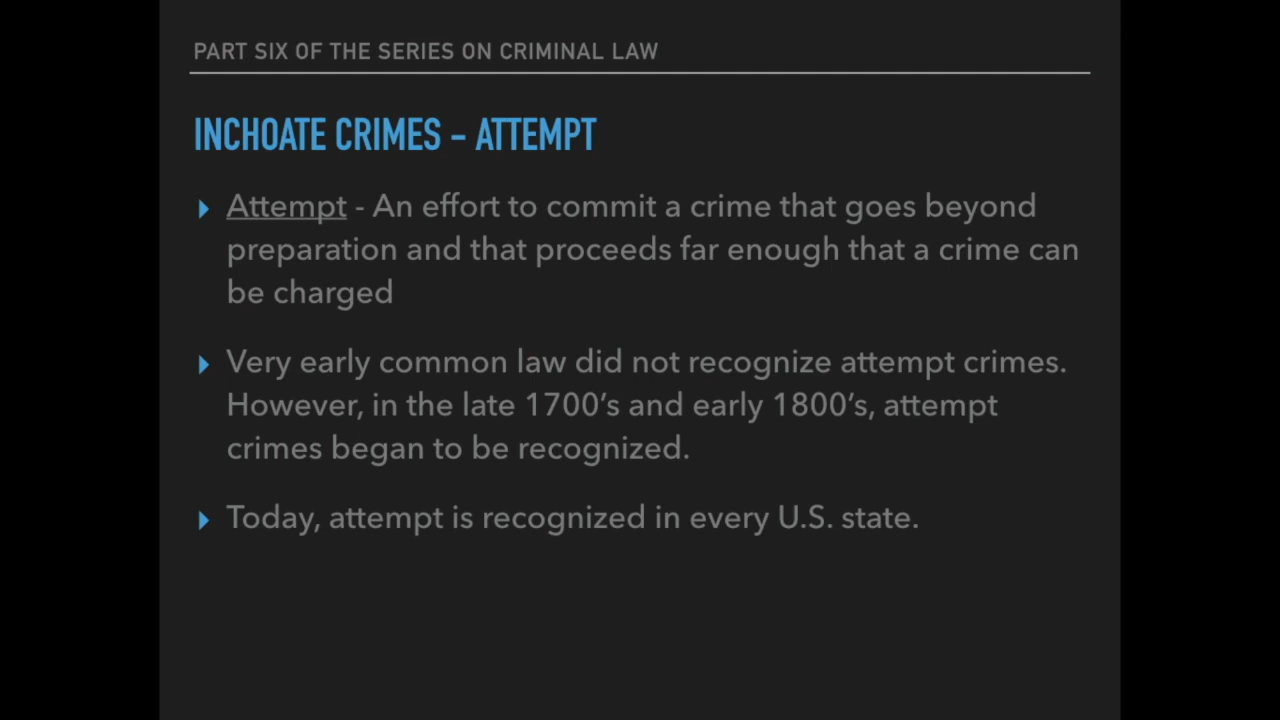 PART SIX OF THE SERIES ON CRIMINAL LAW
INCHOATE CRIMES – ATTEMPT
Attempt - An effort to commit a crime that goes beyond
preparation and that proceeds far enough that a crime can
be charged
Very early common law did not recognize attempt crimes.
However, in the late 1700’s and early 1800’s, attempt
crimes began to be recognized.
Today, attempt is recognized in every U.S. state.